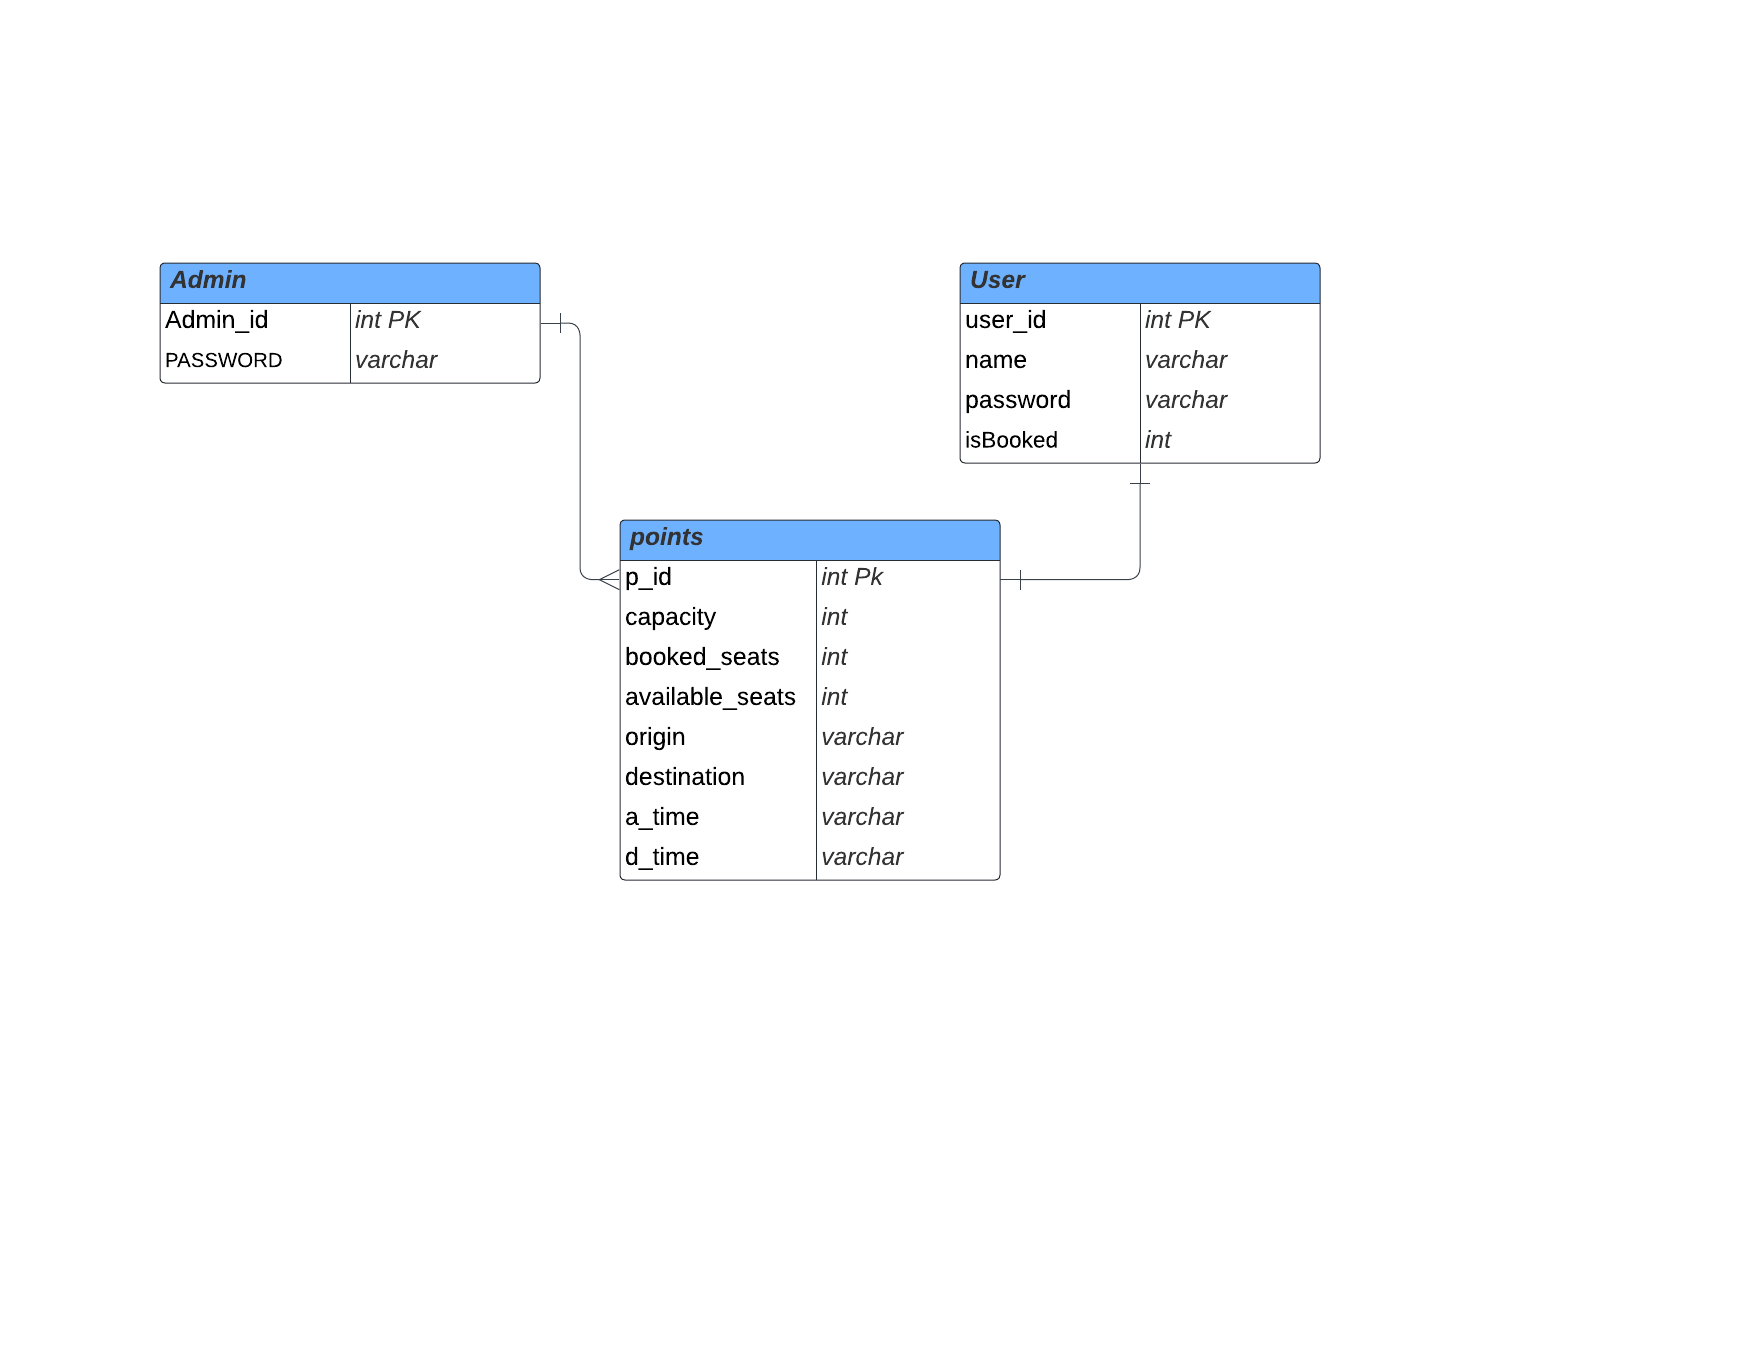 Admin
Admin_id int PK
PASSWORD varchar
User
user_id int PK
name varchar
password varchar
isBooked int
points
p_id int Pk
capacity int
booked_seats int
available_seats int
origin varchar
destination varchar
a_time varchar
d_time varchar